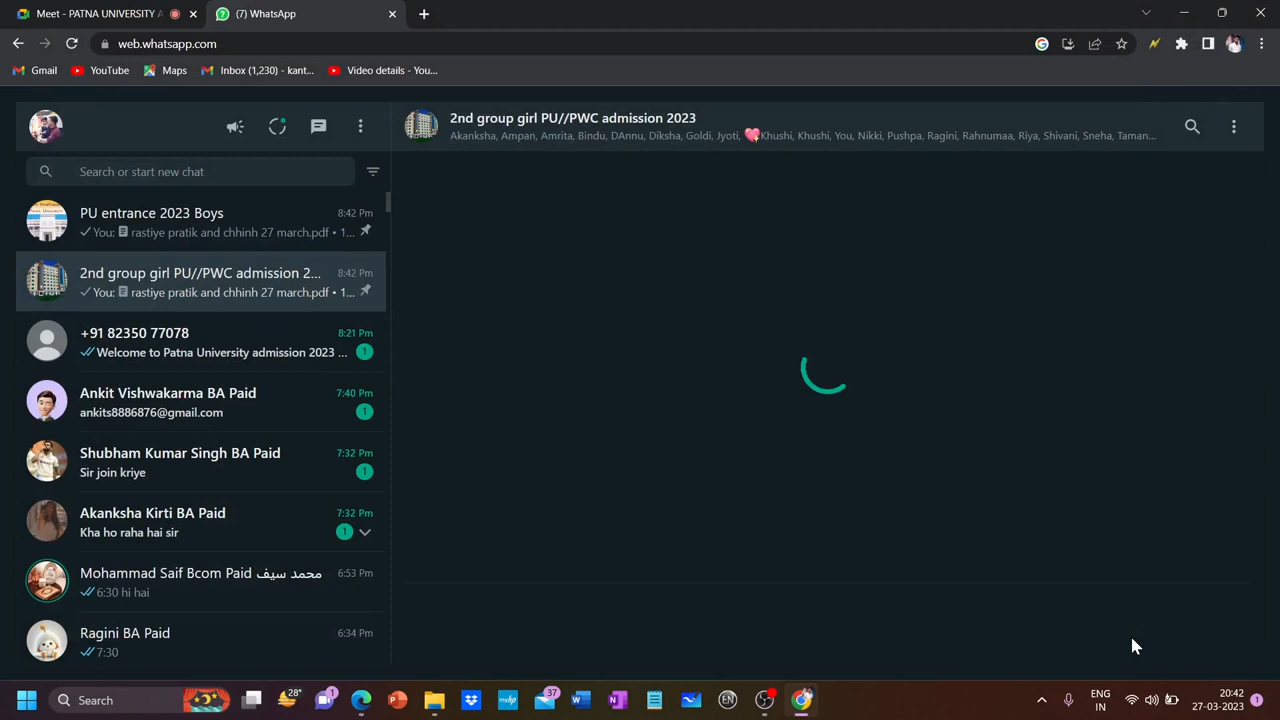 Meet - PATNA UNIVERSITY A
(7) WhatsApp
web.whatsapp.com
Gmail
YouTube
Maps
Inbox (1,230) - kant...
Video details - You...
2nd group girl PU//PWC admission 2023
Akanksha, Ampan, Amrita, Bindu, DAnnu, Diksha, Goldi, Jyoti, 💖Khushi, Khushi, You, Nikki, Pushpa, Ragini, Rahnumaa, Riya, Shivani, Sneha, Taman...
Search or start new chat
PU entrance 2023 Boys 8:42 Pm
You: rastiye pratik and chhinh 27 march.pdf • 1...
2nd group girl PU//PWC admission 2... 8:42 Pm
You: rastiye pratik and chhinh 27 march.pdf • 1...
+91 82350 77078 8:21 Pm
Welcome to Patna University admission 2023 ... 1
Ankit Vishwakarma BA Paid 7:40 Pm
ankits8886876@gmail.com 1
Shubham Kumar Singh BA Paid 7:32 Pm
Sir join kriye 1
Akanksha Kirti BA Paid 7:32 Pm
Kha ho raha hai sir 1
Mohammad Saif Bcom Paid محمد سيف 6:53 Pm
6:30 hi hai
Ragini BA Paid 6:34 Pm
7:30
Search
28°
1
37
ENG
IN
20:42
27-03-2023
1